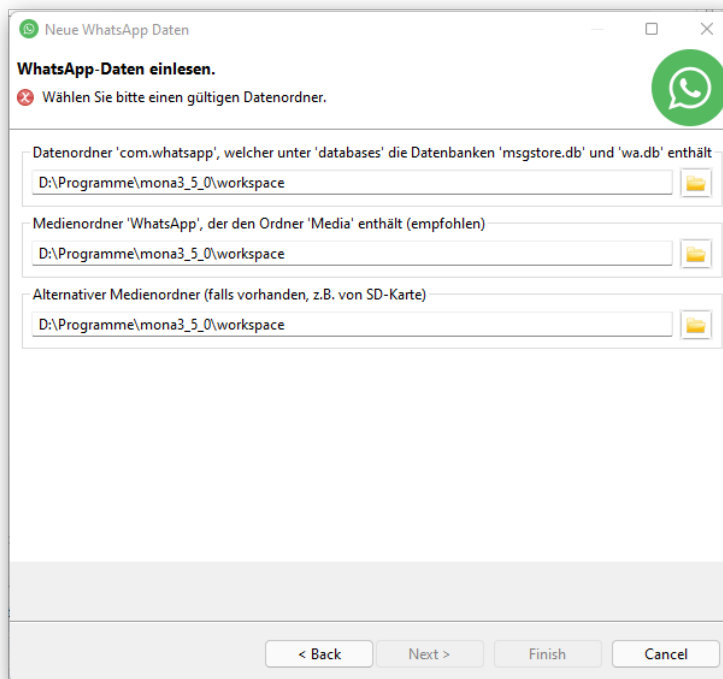 Neue WhatsApp Daten
WhatsApp-Daten einlesen.
Wählen Sie bitte einen gültigen Datenordner.
Datenordner 'com.whatsapp', welcher unter 'databases' die Datenbanken 'msgstore.db' und 'wa.db' enthält
D:\Programme\mona3_5_0\workspace
Medienordner 'WhatsApp', der den Ordner 'Media' enthält (empfohlen)
D:\Programme\mona3_5_0\workspace
Alternativer Medienordner (falls vorhanden, z.B. von SD-Karte)
D:\Programme\mona3_5_0\workspace
< Back Next > Finish Cancel